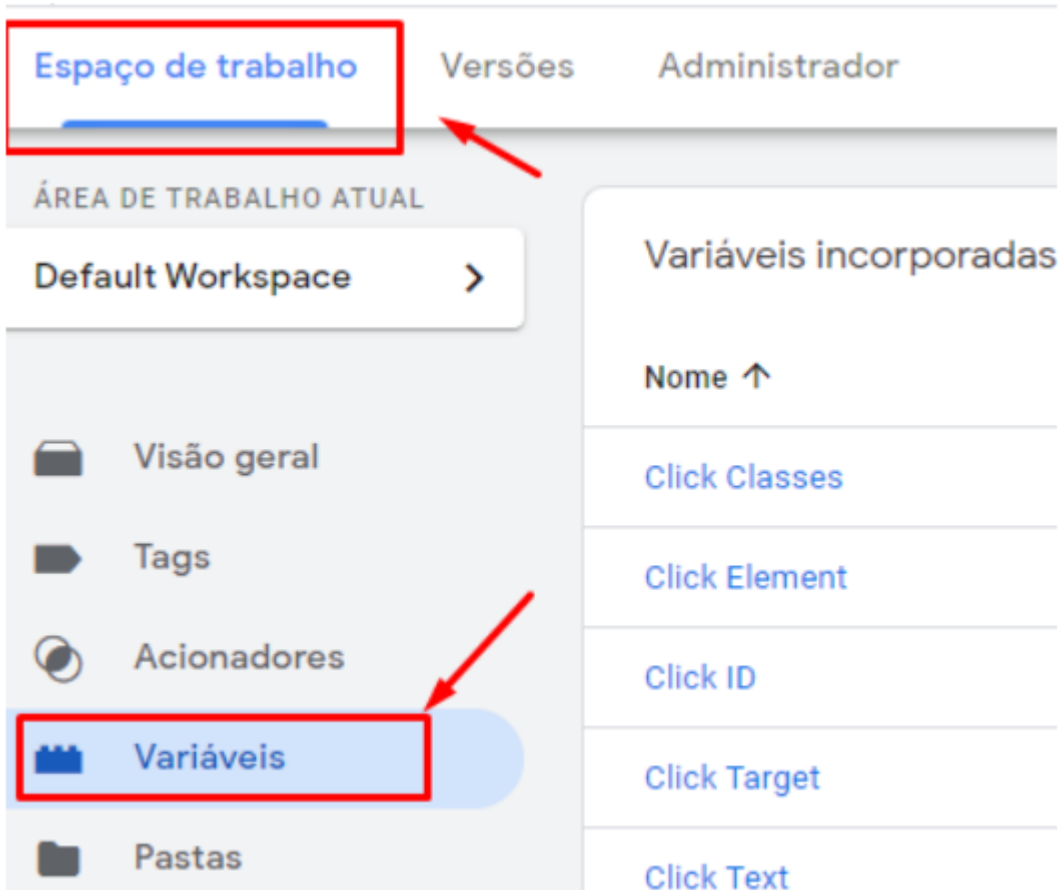 Espaço de trabalho
Versões
Administrador
ÁREA DE TRABALHO ATUAL
Default Workspace
Visão geral
Tags
Acionadores
Variáveis
Pastas
Variáveis incorporadas
Nome
Click Classes
Click Element
Click ID
Click Target
Click Text